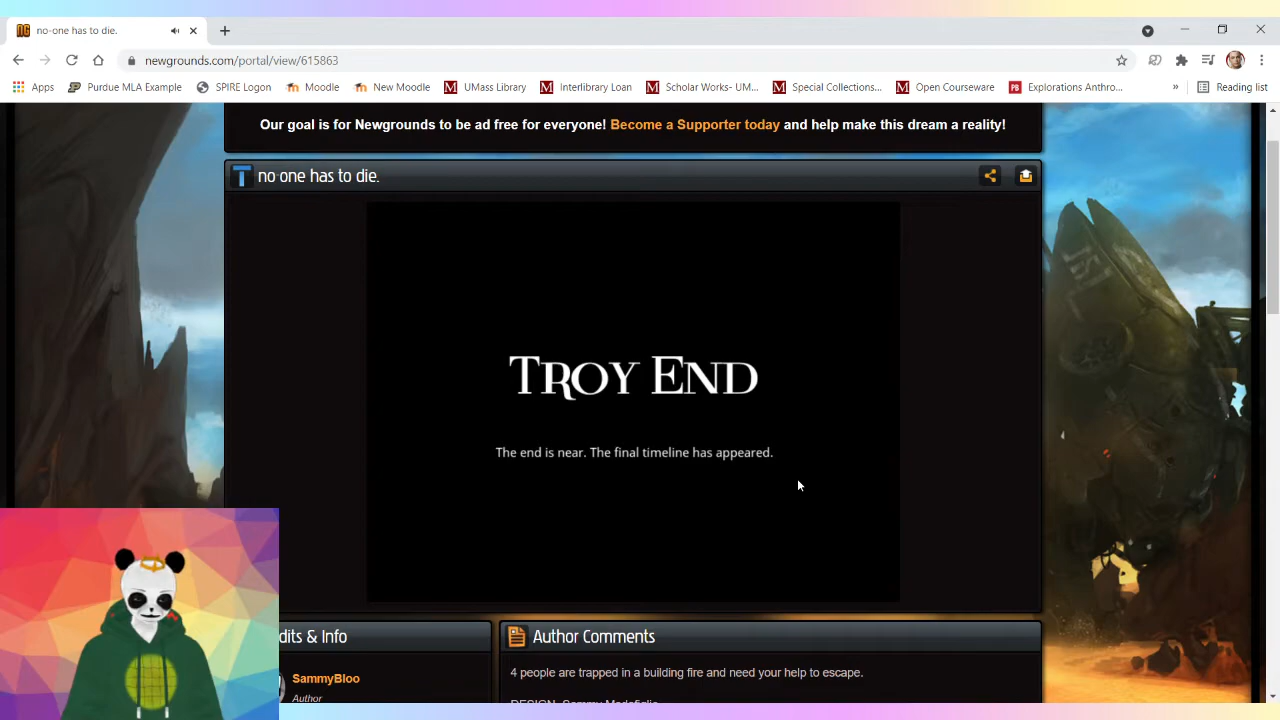 no-one has to die.
newgrounds.com/portal/view/615863
Apps
Purdue MLA Example
SPIRE Logon
Moodle
New Moodle
UMass Library
Interlibrary Loan
Scholar Works- UM...
Special Collections...
Open Courseware
Explorations Anthro...
»
Reading list
Our goal is for Newgrounds to be ad free for everyone! Become a Supporter today and help make this dream a reality!
T no-one has to die.
TROY END
The end is near. The final timeline has appeared.
dits & Info
Author Comments
SammyBloo
Author
4 people are trapped in a building fire and need your help to escape.